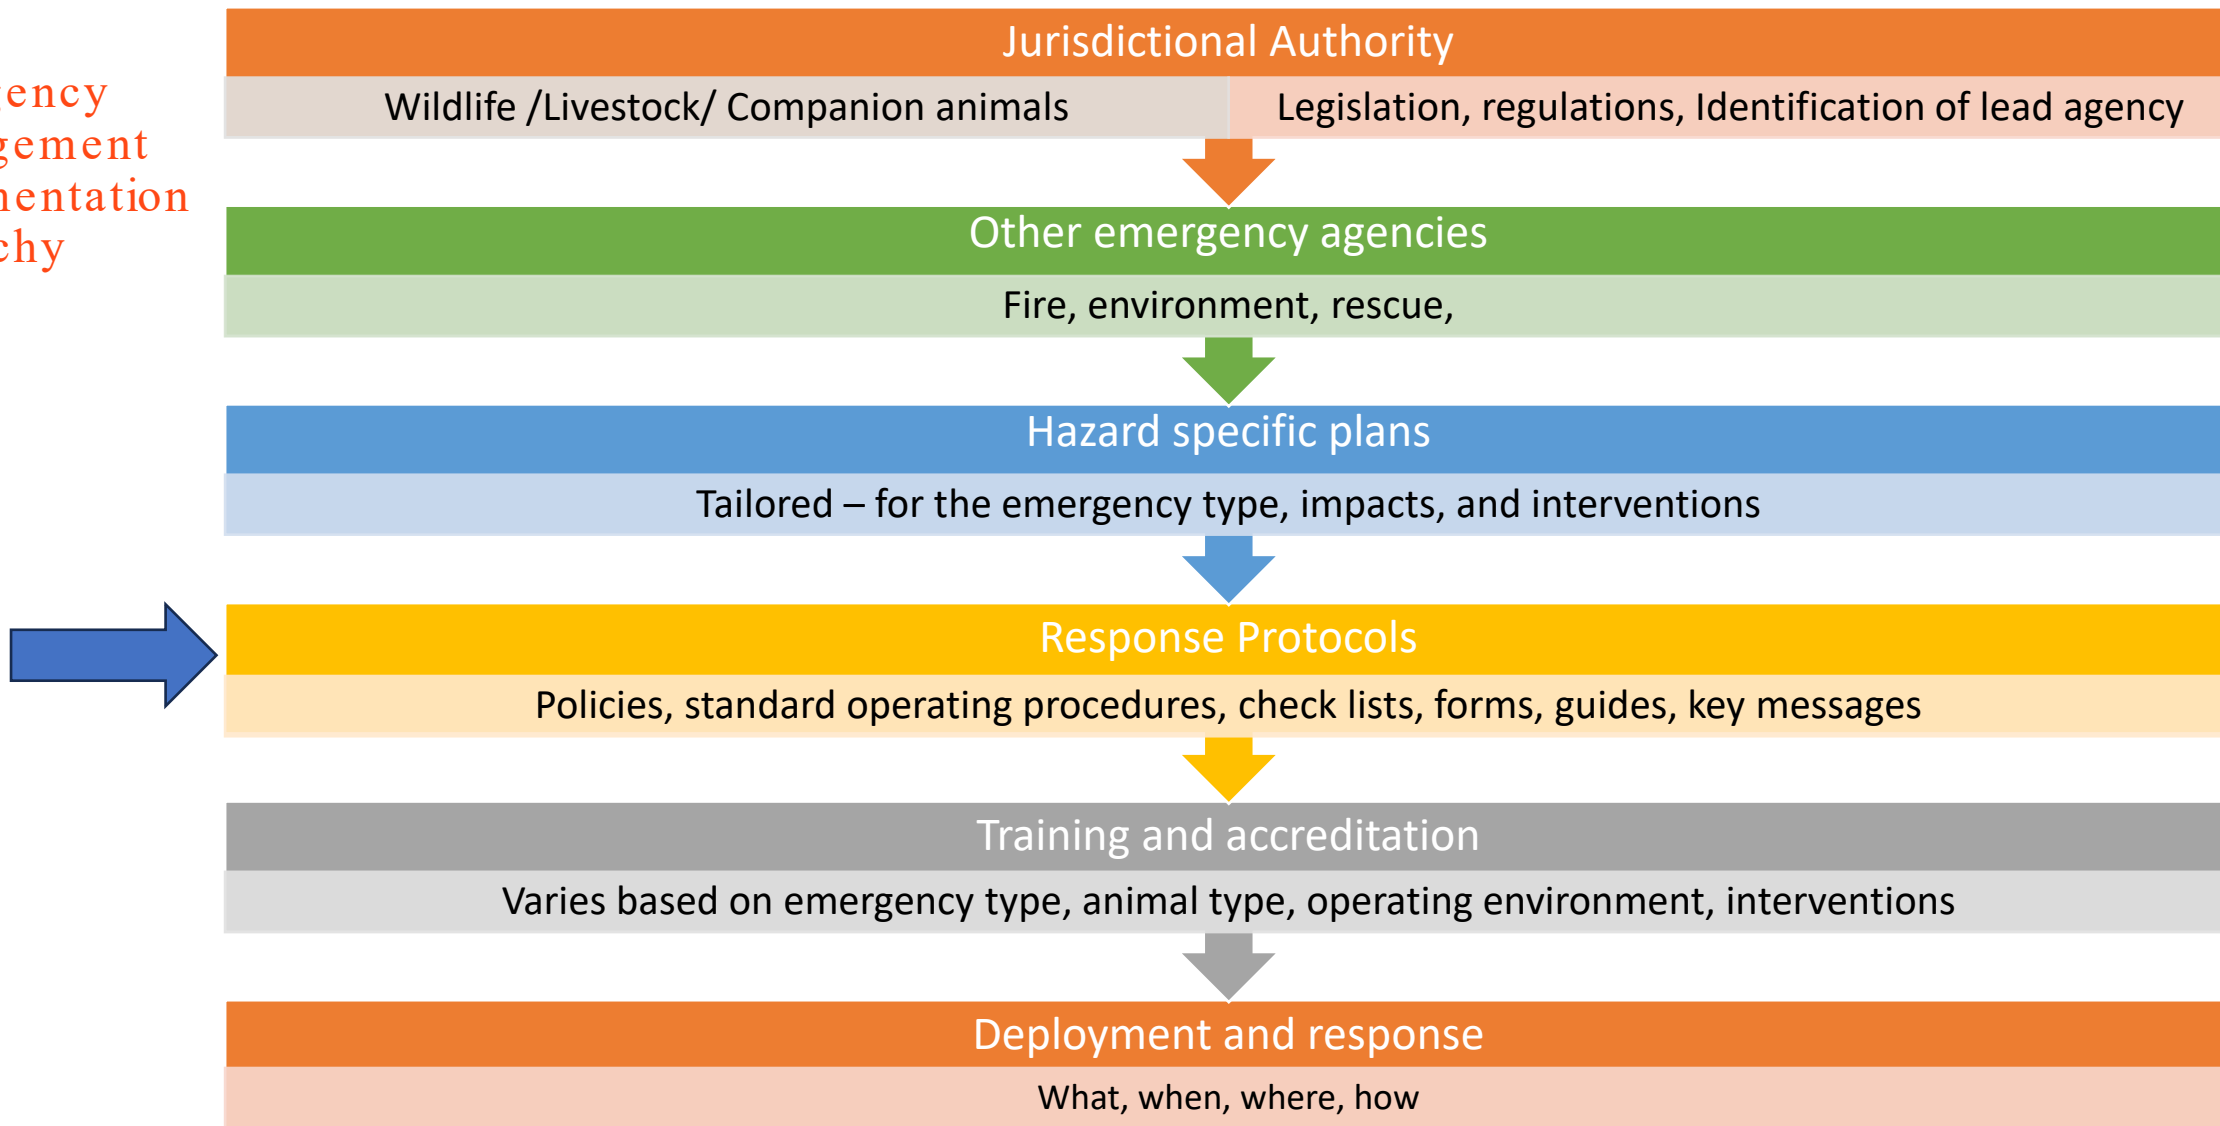 gency
gement
nentation
chy
Jurisdictional Authority
Wildlife /Livestock/ Companion animals
Legislation, regulations, Identification of lead agency
Other emergency agencies
Fire, environment, rescue,
Hazard specific plans
Tailored – for the emergency type, impacts, and interventions
Response Protocols
Policies, standard operating procedures, check lists, forms, guides, key messages
Training and accreditation
Varies based on emergency type, animal type, operating environment, interventions
Deployment and response
What, when, where, how